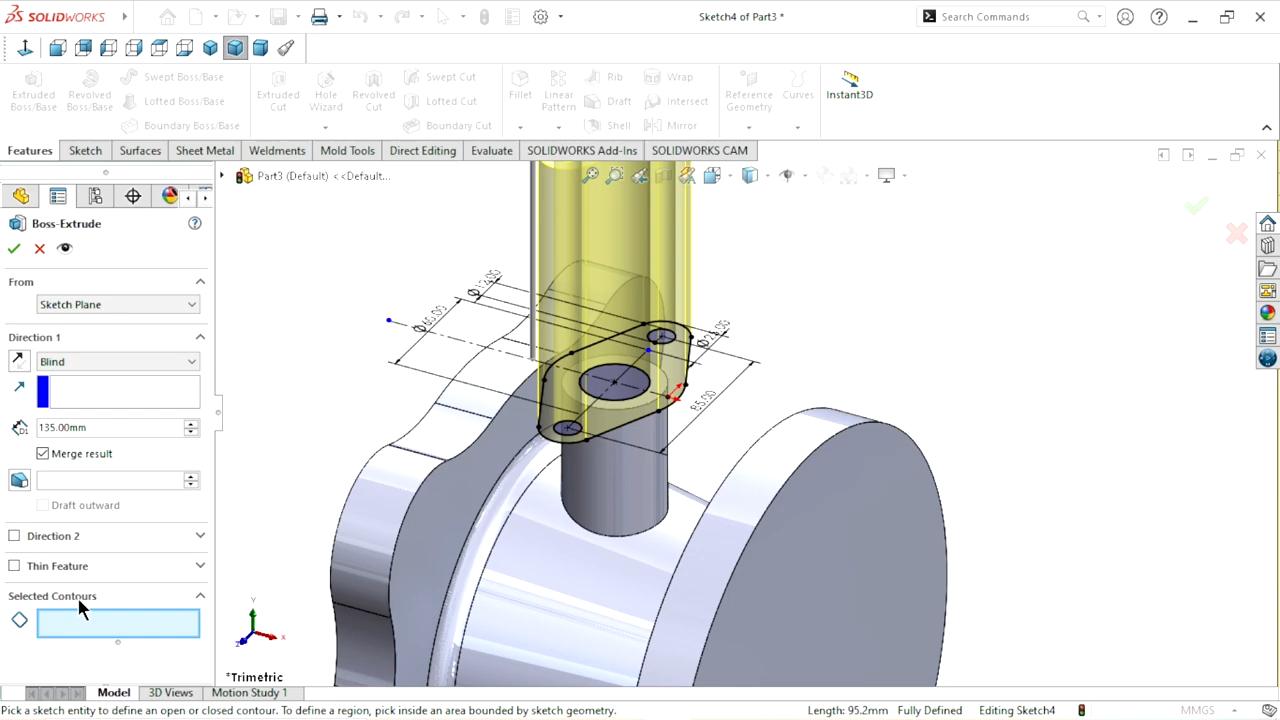 SOLIDWORKS
Sketch4 of Part3 *
Search Commands
Extruded Boss/Base
Revolved Boss/Base
Swept Boss/Base
Lofted Boss/Base
Boundary Boss/Base
Extruded Cut
Hole Wizard
Revolved Cut
Swept Cut
Lofted Cut
Boundary Cut
Fillet
Linear Pattern
Rib
Draft
Shell
Wrap
Intersect
Mirror
Reference Geometry
Curves
Instant3D
Features
Sketch
Surfaces
Sheet Metal
Weldments
Mold Tools
Direct Editing
Evaluate
SOLIDWORKS Add-Ins
SOLIDWORKS CAM
Part3 (Default) <<Default...
Boss-Extrude
From
Sketch Plane
Direction 1
Blind
135.00mm
Merge result
Draft outward
Direction 2
Thin Feature
Selected Contours
85.00
Y
X
Z
*Trimetric
Model
3D Views
Motion Study 1
Pick a sketch entity to define an open or closed contour. To define a region, pick inside an area bounded by sketch geometry.
Length: 95.2mm
Fully Defined
Editing Sketch4
MMGS